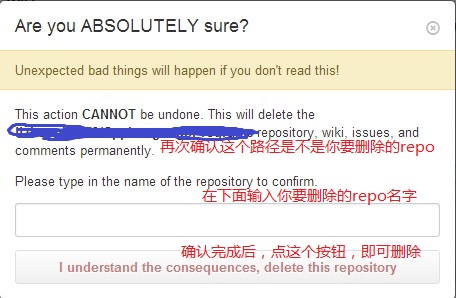 Are you ABSOLUTELY sure?
Unexpected bad things will happen if you don't read this!
This action CANNOT be undone. This will delete the
repository, wiki, issues, and
comments permanently. 再次确认这个路径是不是你要删除的repo
Please type in the name of the repository to confirm.
在下面输入你要删除的repo名字
确认完成后，点这个按钮，即可删除
I understand the consequences, delete this repository